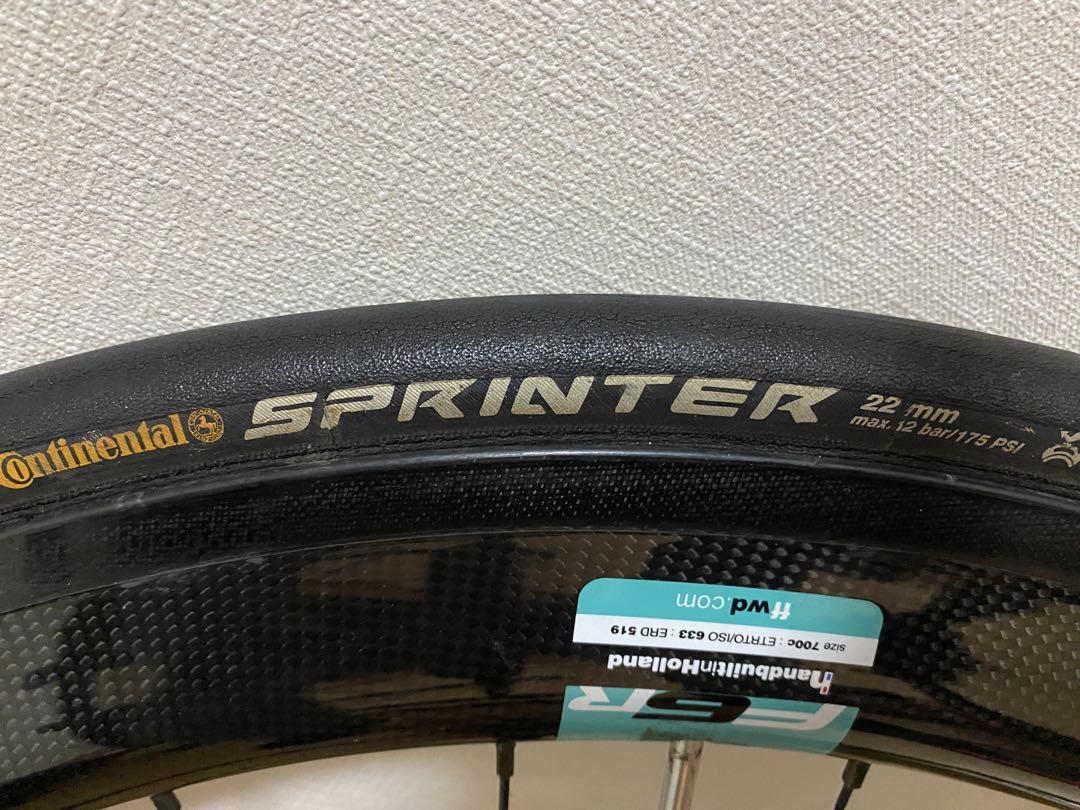 Continental
SPRINTER
22 mm
max. 12 bar/175 PSI
F5R
handbuiltinHolland
size 700c : ETRTO/ISO 633 : ERD 519
ffwd.com